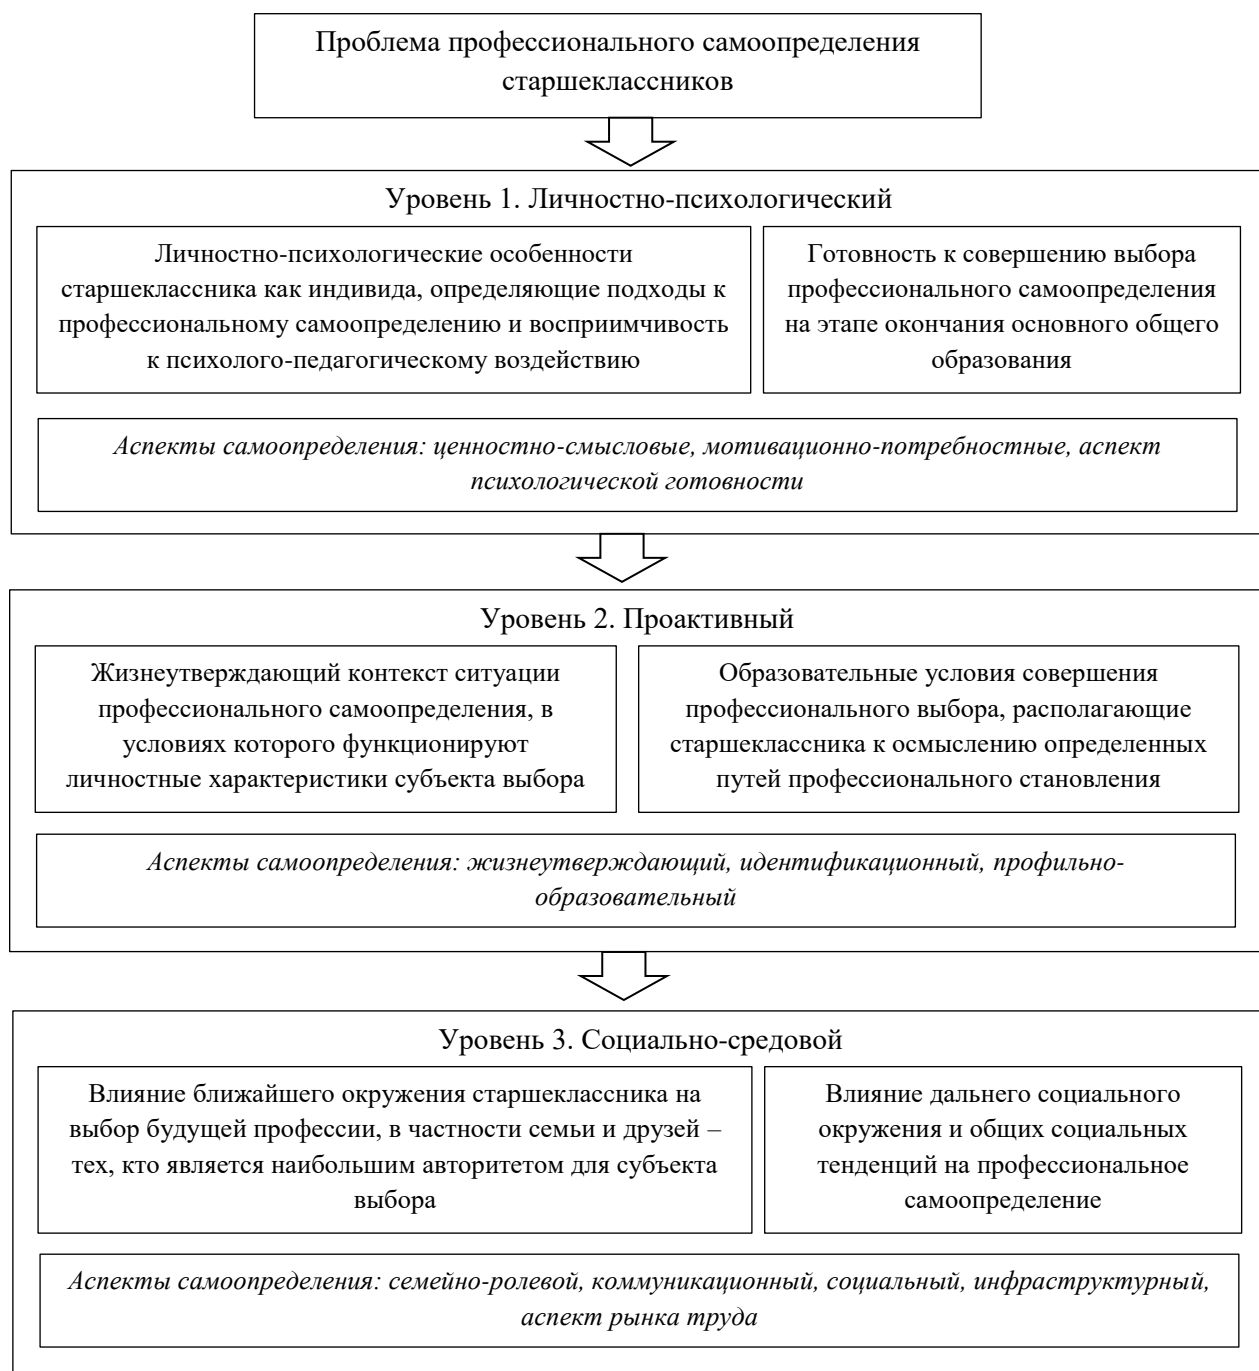 Проблема профессионального самоопределения
старшеклассников
Уровень 1. Личностно-психологический
Личностно-психологические особенности
старшеклассника как индивида, определяющие подходы к
профессиональному самоопределению и восприимчивость
к психолого-педагогическому воздействию
Готовность к совершению выбора
профессионального самоопределения
на этапе окончания основного общего
образования
Аспекты самоопределения: ценностно-смысловые, мотивационно-потребностные, аспект
психологической готовности
Уровень 2. Проактивный
Жизнеутверждающий контекст ситуации
профессионального самоопределения, в
условиях которого функционируют
личностные характеристики субъекта выбора
Образовательные условия совершения
профессионального выбора, располагающие
старшеклассника к осмыслению определенных
путей профессионального становления
Аспекты самоопределения: жизнеутверждающий, идентификационный, профильно-
образовательный
Уровень 3. Социально-средовой
Влияние ближайшего окружения старшеклассника на
выбор будущей профессии, в частности семьи и друзей –
тех, кто является наибольшим авторитетом для субъекта
выбора
Влияние дальнего социального
окружения и общих социальных
тенденций на профессиональное
самоопределение
Аспекты самоопределения: семейно-ролевой, коммуникационный, социальный, инфраструктурный,
аспект рынка труда